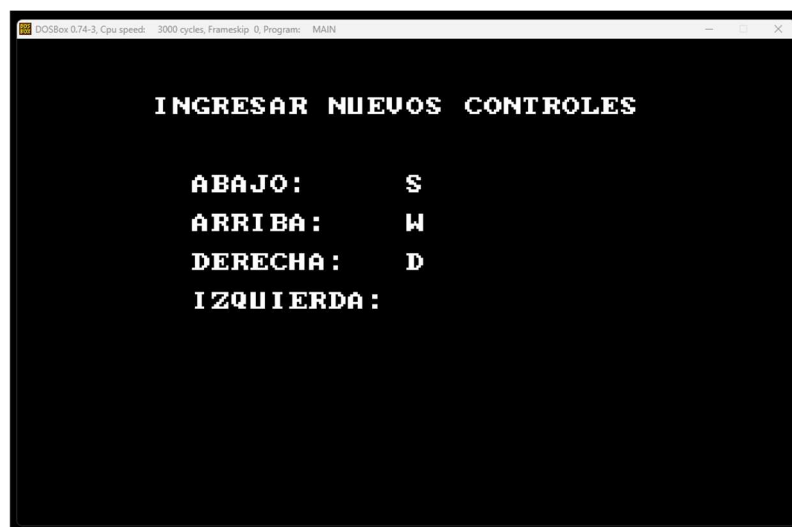 DOSBox 0.74-3, Cpu speed: 3000 cycles, Frameskip 0, Program: MAIN
INGRESAR NUEVOS CONTROLES
ABAJO: S
ARRIBA: W
DERECHA: D
IZQUIERDA: